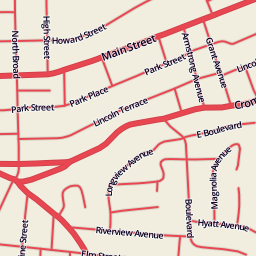 North Broad
High Street
Howard Street
Main Street
Park Street
Armstrong Avenue
Grant Avenue
Park Street
Park Place
Lincoln Terrace
E Boulevard
Longview Avenue
Magnolia Avenue
Boulevard
Hyatt Avenue
Riverview Avenue